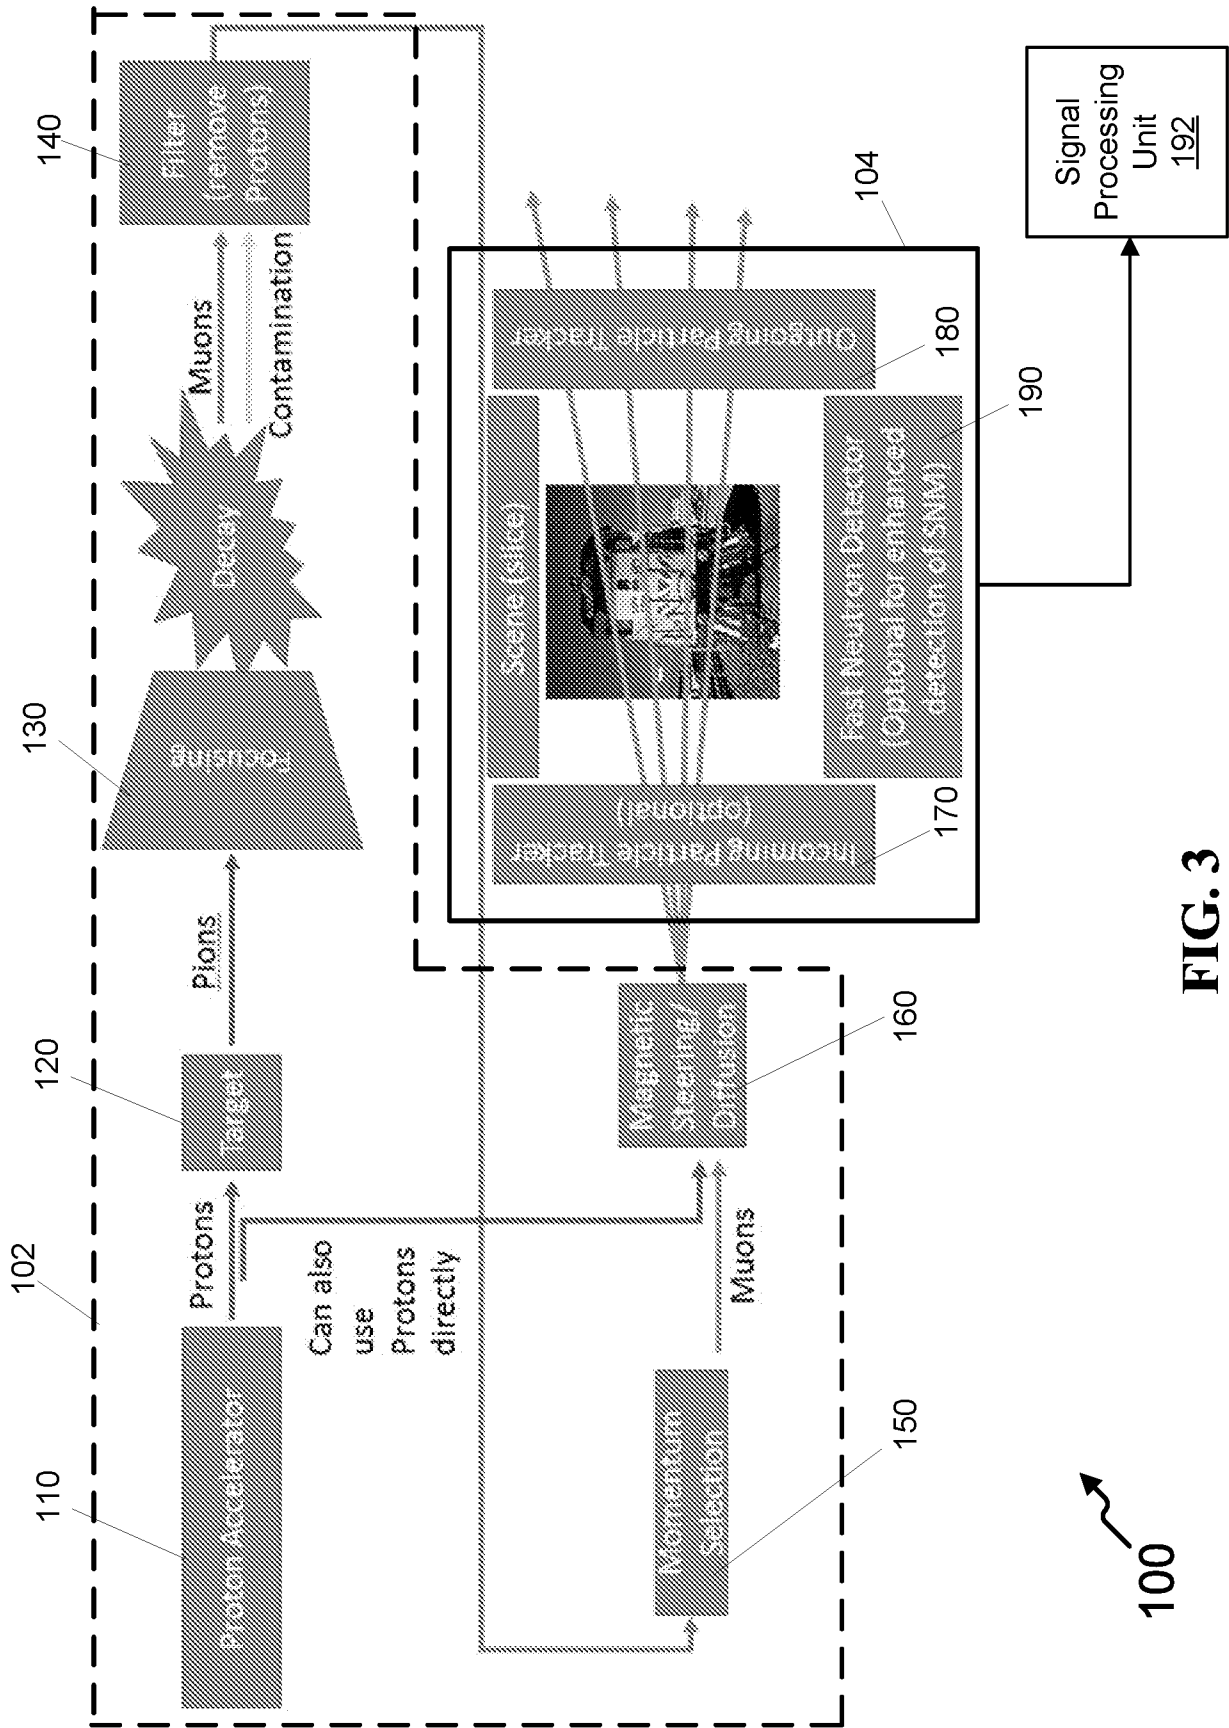 102
110
Proton Accelerator
Protons
120
Target
Pions
130
Focusing
Decay
Muons
Contamination
140
Filter
(remove
Protons)
Can also
use
Protons
directly
Momentum
Selection
150
Muons
Magnetic
Steering/
Diffusion
160
Incoming Particle Tracker
(optional)
170
Scene (slice)
Outgoing Particle Tracker
180
Fast Neutron Detector
(Optional for enhanced
detection of SNM)
190
104
Signal
Processing
Unit
192
100
FIG. 3